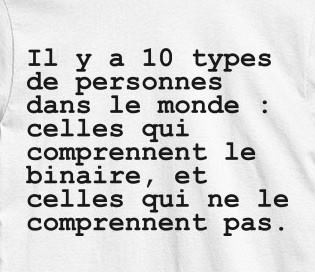 Il y a 10 types
de personnes
dans le monde :
celles qui
comprennent le
binaire, et
celles qui ne le
comprennent pas.